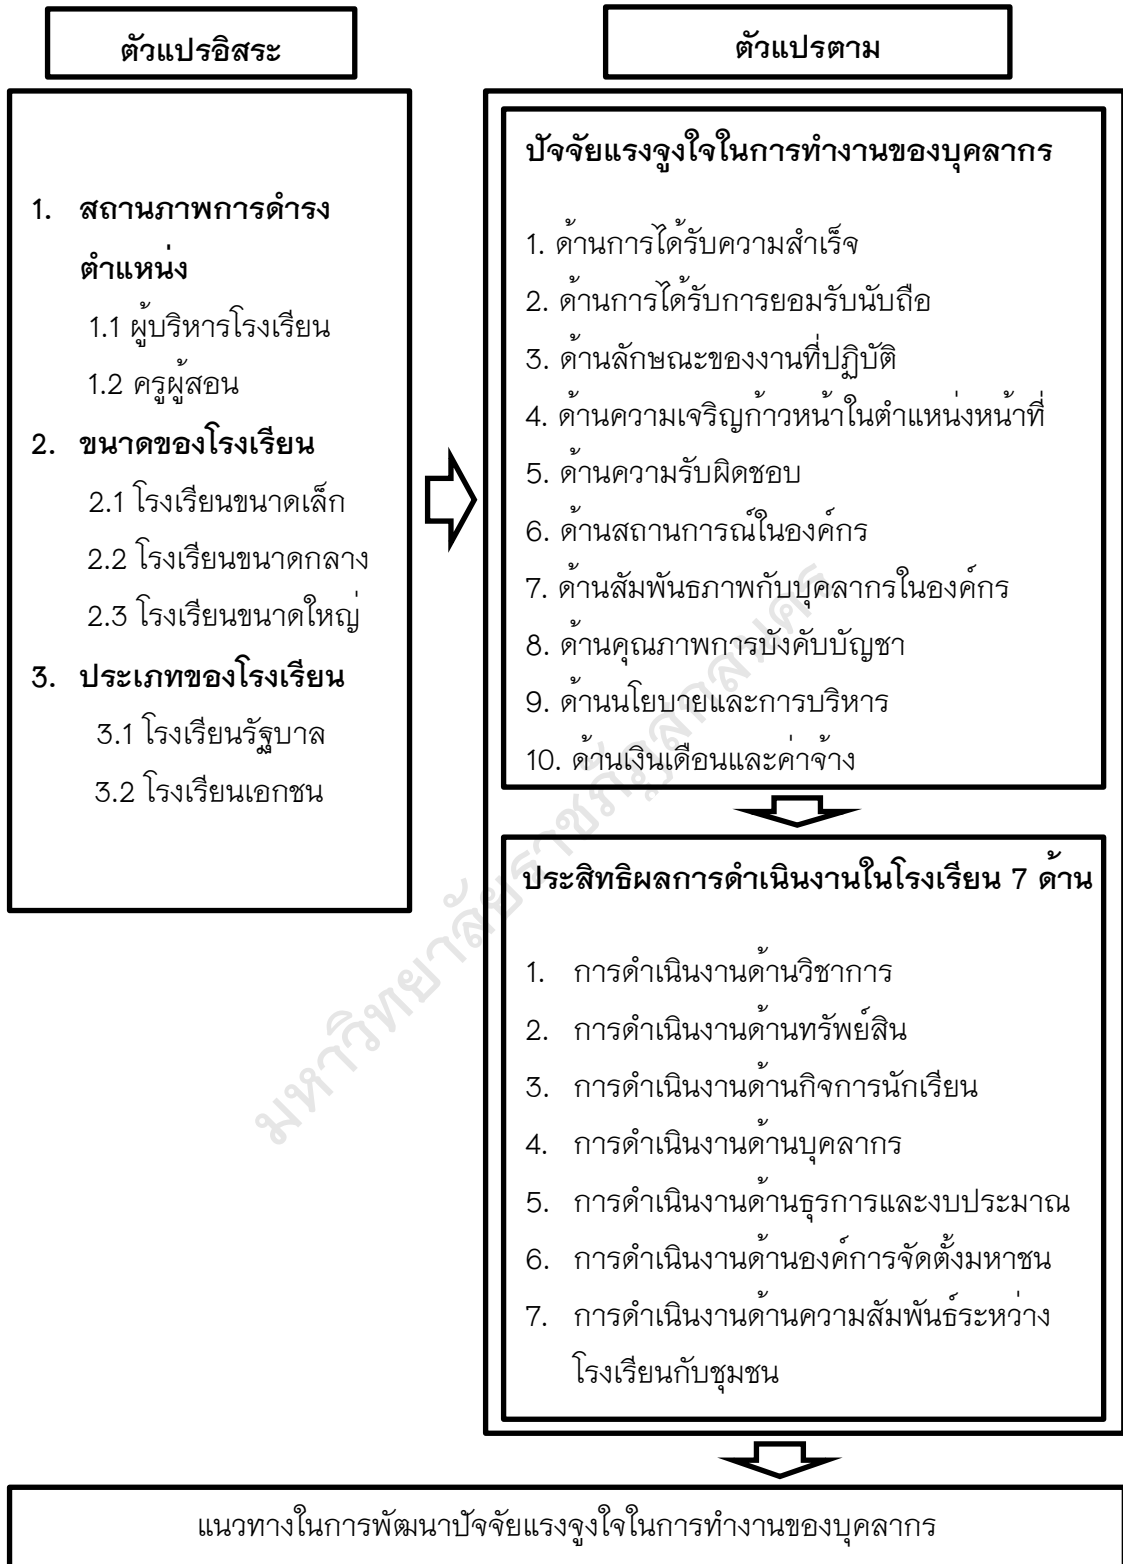 ตัวแปรอิสระ
1. สถานภาพการดำรง
ตำแหน่ง
1.1 ผู้บริหารโรงเรียน
1.2 ครูผู้สอน
2. ขนาดของโรงเรียน
2.1 โรงเรียนขนาดเล็ก
2.2 โรงเรียนขนาดกลาง
2.3 โรงเรียนขนาดใหญ่
3. ประเภทของโรงเรียน
3.1 โรงเรียนรัฐบาล
3.2 โรงเรียนเอกชน
ตัวแปรตาม
ปัจจัยแรงจูงใจในการทำงานของบุคลากร
1. ด้านการได้รับความสำเร็จ
2. ด้านการได้รับการยอมรับนับถือ
3. ด้านลักษณะของงานที่ปฏิบัติ
4. ด้านความเจริญก้าวหน้าในตำแหน่งหน้าที่
5. ด้านความรับผิดชอบ
6. ด้านสถานการณ์ในองค์กร
7. ด้านสัมพันธภาพกับบุคลากรในองค์กร
8. ด้านคุณภาพการบังคับบัญชา
9. ด้านนโยบายและการบริหาร
10. ด้านเงินเดือนและค่าจ้าง
ประสิทธิผลการดำเนินงานในโรงเรียน 7 ด้าน
1. การดำเนินงานด้านวิชาการ
2. การดำเนินงานด้านทรัพย์สิน
3. การดำเนินงานด้านกิจการนักเรียน
4. การดำเนินงานด้านบุคลากร
5. การดำเนินงานด้านธุรการและงบประมาณ
6. การดำเนินงานด้านองค์การจัดตั้งมหาชน
7. การดำเนินงานด้านความสัมพันธ์ระหว่าง
โรงเรียนกับชุมชน
แนวทางในการพัฒนาปัจจัยแรงจูงใจในการทำงานของบุคลากร
มหาวิทยาลัยราชภัฏสกลนคร